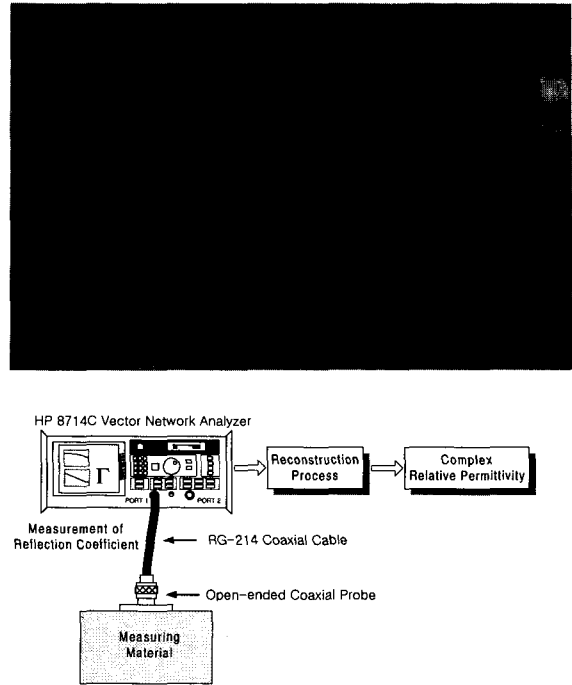 HP 8714C Vector Network Analyzer
Γ
PORT 1
PORT 2
Reconstruction
Process
Complex
Relative Permittivity
Measurement of
Reflection Coefficient
RG-214 Coaxial Cable
Open-ended Coaxial Probe
Measuring
Material